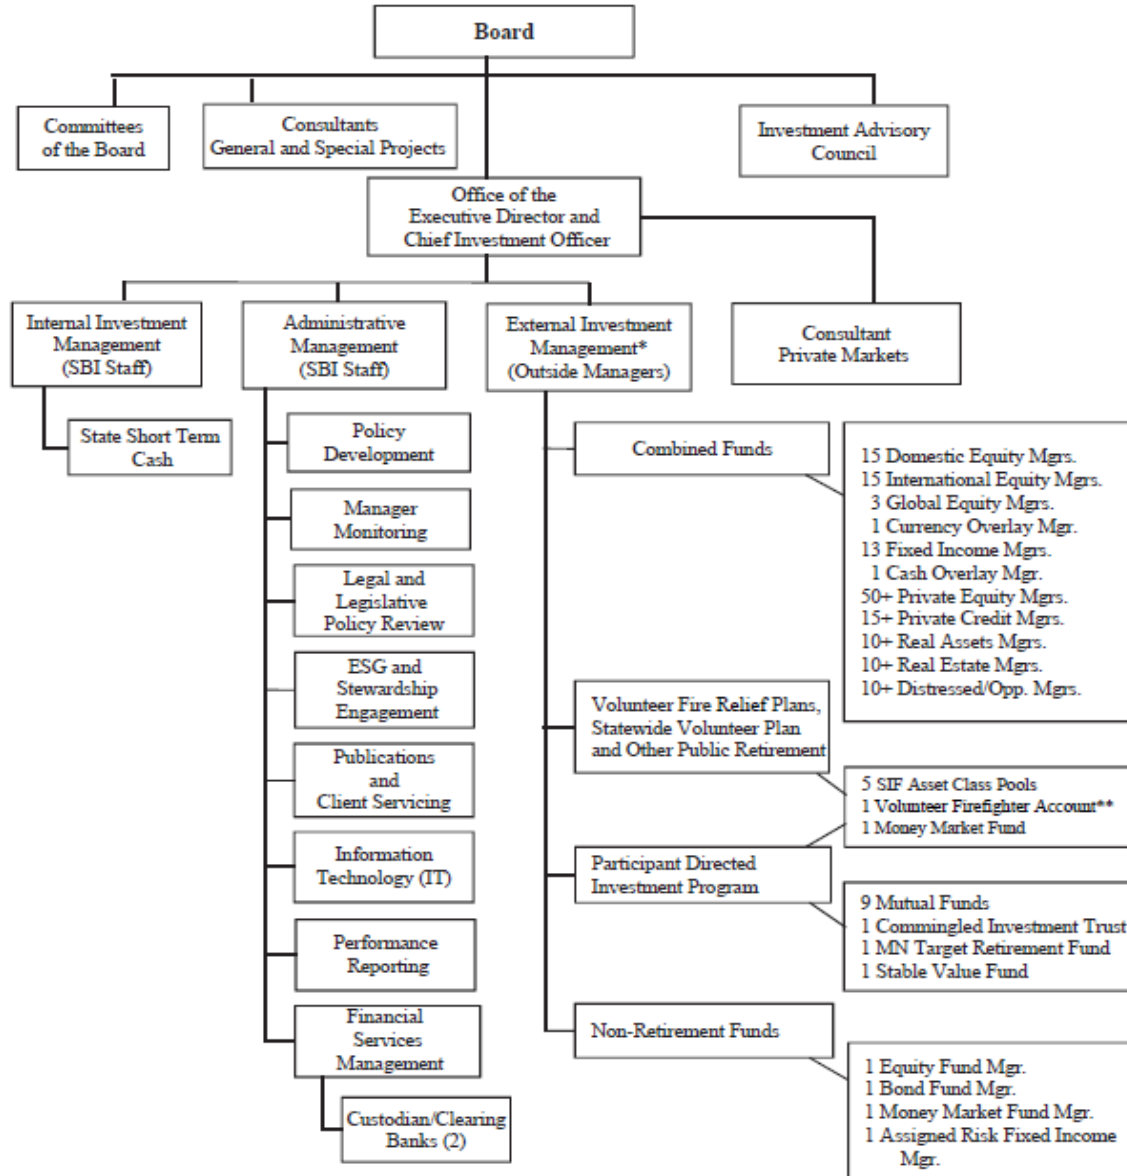 Board
Committees
of the Board
Consultants
General and Special Projects
Investment Advisory
Council
Office of the
Executive Director and
Chief Investment Officer
Internal Investment
Management
(SBI Staff)
Administrative
Management
(SBI Staff)
External Investment
Management*
(Outside Managers)
Consultant
Private Markets
State Short Term
Cash
Policy
Development
Manager
Monitoring
Legal and
Legislative
Policy Review
ESG and
Stewardship
Engagement
Publications
and
Client Servicing
Information
Technology (IT)
Performance
Reporting
Financial
Services
Management
Custodian/Clearing
Banks (2)
Combined Funds
15 Domestic Equity Mgrs.
15 International Equity Mgrs.
3 Global Equity Mgrs.
1 Currency Overlay Mgr.
13 Fixed Income Mgrs.
1 Cash Overlay Mgr.
50+ Private Equity Mgrs.
15+ Private Credit Mgrs.
10+ Real Assets Mgrs.
10+ Real Estate Mgrs.
10+ Distressed/Opp. Mgrs.
Volunteer Fire Relief Plans,
Statewide Volunteer Plan
and Other Public Retirement
5 SIF Asset Class Pools
1 Volunteer Firefighter Account**
1 Money Market Fund
Participant Directed
Investment Program
9 Mutual Funds
1 Commingled Investment Trust
1 MN Target Retirement Fund
1 Stable Value Fund
Non-Retirement Funds
1 Equity Fund Mgr.
1 Bond Fund Mgr.
1 Money Market Fund Mgr.
1 Assigned Risk Fixed Income
Mgr.